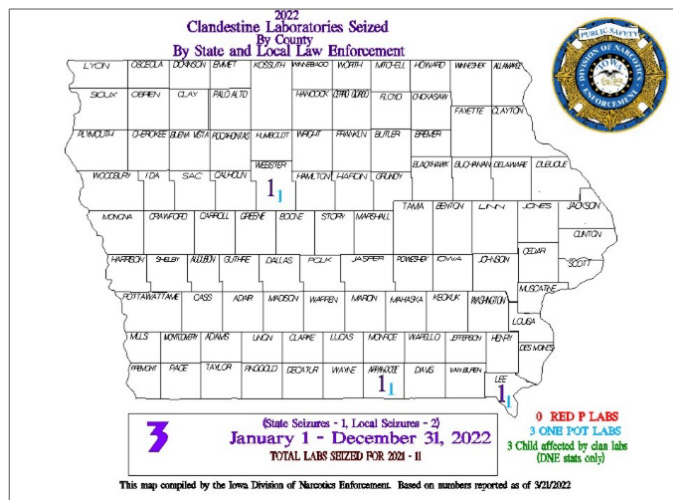 2022
Clandestine Laboratories Seized
By County
By State and Local Law Enforcement
PUBLIC SAFETY
DIVISION OF NARCOTICS
IOWA
ENFORCEMENT
LYON OSCEOLA DICKINSON EMMET KOSSUTH WINNEBAGO WORTH MITCHELL HOWARD WINNESHIEK ALLAMAKEE
SIOUX OBRIEN CLAY PALO ALTO HANCOCK CERRO GORDO FLOYD CHICKASAW
FAYETTE CLAYTON
PLYMOUTH CHEROKEE BUENA VISTA POCAHONTAS HUMBOLDT WRIGHT FRANKLIN BUTLER BREMER
WEBSTER
WOODBURY IDA SAC CALHOUN HAMILTON HARDIN GRUNDY BLACKHAWK BUCHANAN DELAWARE DUBUQUE
1 1
MONONA CRAWFORD CARROLL GREENE BOONE STORY MARSHALL TAMA BENTON LINN JONES JACKSON
CLINTON
CEDAR
HARRISON SHELBY AUDUBON GUTHRIE DALLAS POLK JASPER POWESHIEK IOWA JOHNSON SCOTT
MUSCATINE
POTTAWATTAMIE CASS ADAIR MADISON WARREN MARION MAHASKA KEOKUK WASHINGTON
LOUISA
MILLS MONTGOMERY ADAMS UNION CLARKE LUCAS MONROE WAPELLO JEFFERSON HENRY
DES MOINES
FREMONT PAGE TAYLOR RINGGOLD DECATUR WAYNE APPANOOSE DAVIS VAN BUREN LEE
1 1 1 1
3
(State Seizures - 1, Local Seizures - 2)
January 1 - December 31, 2022
TOTAL LABS SEIZED FOR 2021 - 11
0 RED P LABS
3 ONE POT LABS
3 Child affected by clan labs
(DNE stats only)
This map compiled by the Iowa Division of Narcotics Enforcement. Based on numbers reported as of 3/21/2022